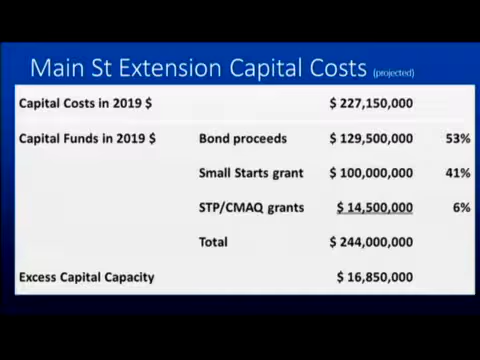 Main St Extension Capital Costs (projected)
Capital Costs in 2019 $ $ 227,150,000
Capital Funds in 2019 $ Bond proceeds $ 129,500,000 53%
Small Starts grant $ 100,000,000 41%
STP/CMAQ grants $ 14,500,000 6%
Total $ 244,000,000
Excess Capital Capacity $ 16,850,000